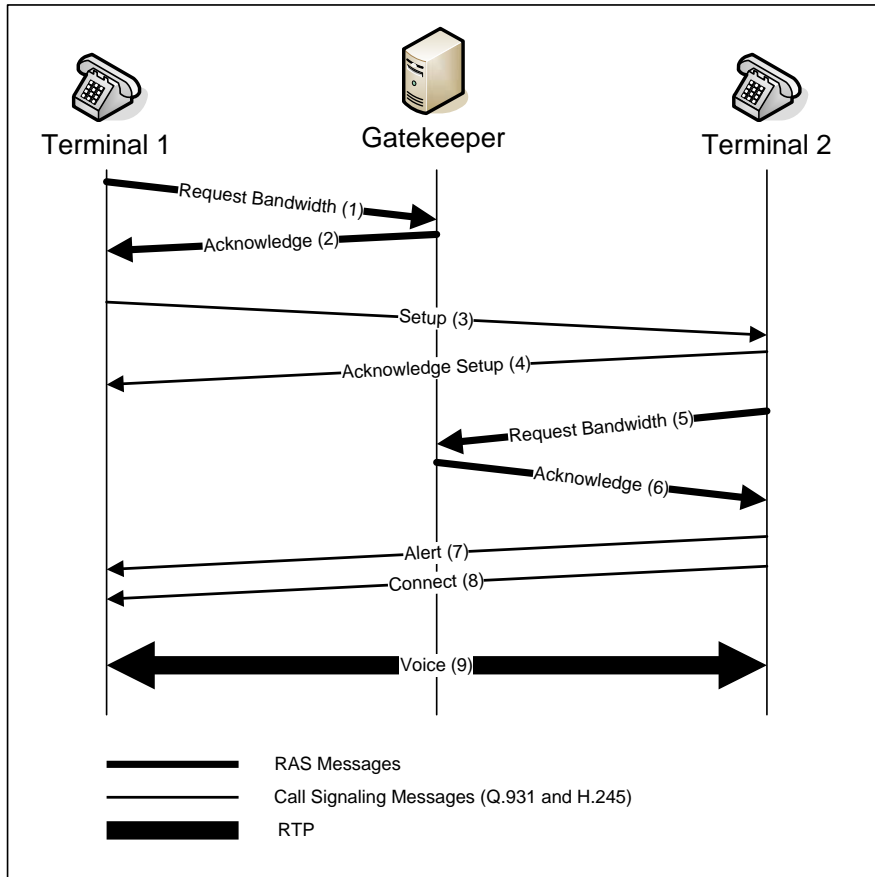 Terminal 1
Gatekeeper
Terminal 2
Request Bandwidth (1)
Acknowledge (2)
Setup (3)
Acknowledge Setup (4)
Request Bandwidth (5)
Acknowledge (6)
Alert (7)
Connect (8)
Voice (9)
RAS Messages
Call Signaling Messages (Q.931 and H.245)
RTP